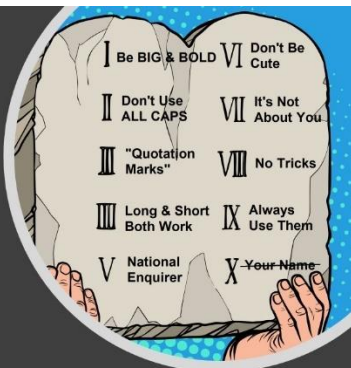 I Be BIG & BOLD
II Don't Use
ALL CAPS
III "Quotation
Marks"
IIII Long & Short
Both Work
V National
Enquirer
VI Don't Be
Cute
VII It's Not
About You
VIII No Tricks
IX Always
Use Them
X Your Name